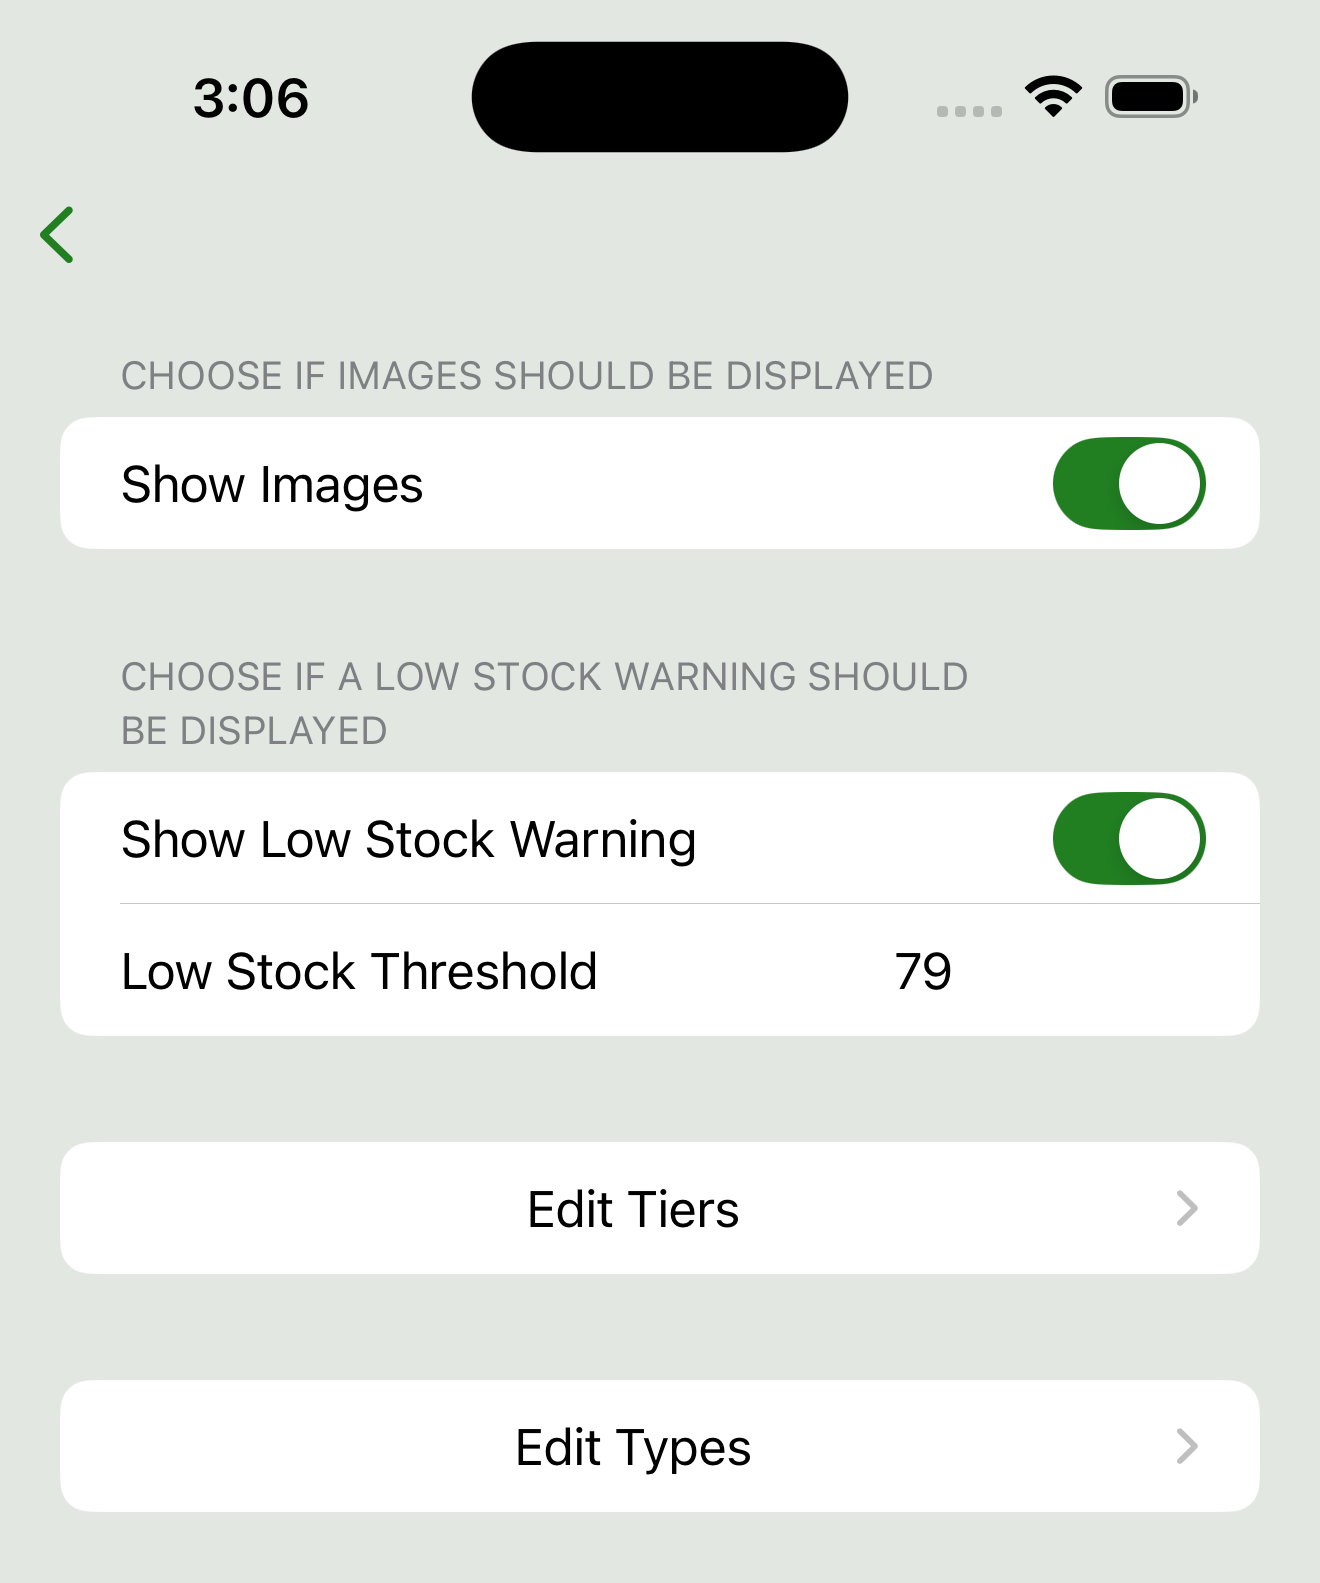 3:06
CHOOSE IF IMAGES SHOULD BE DISPLAYED
Show Images
CHOOSE IF A LOW STOCK WARNING SHOULD
BE DISPLAYED
Show Low Stock Warning
Low Stock Threshold 79
Edit Tiers
Edit Types